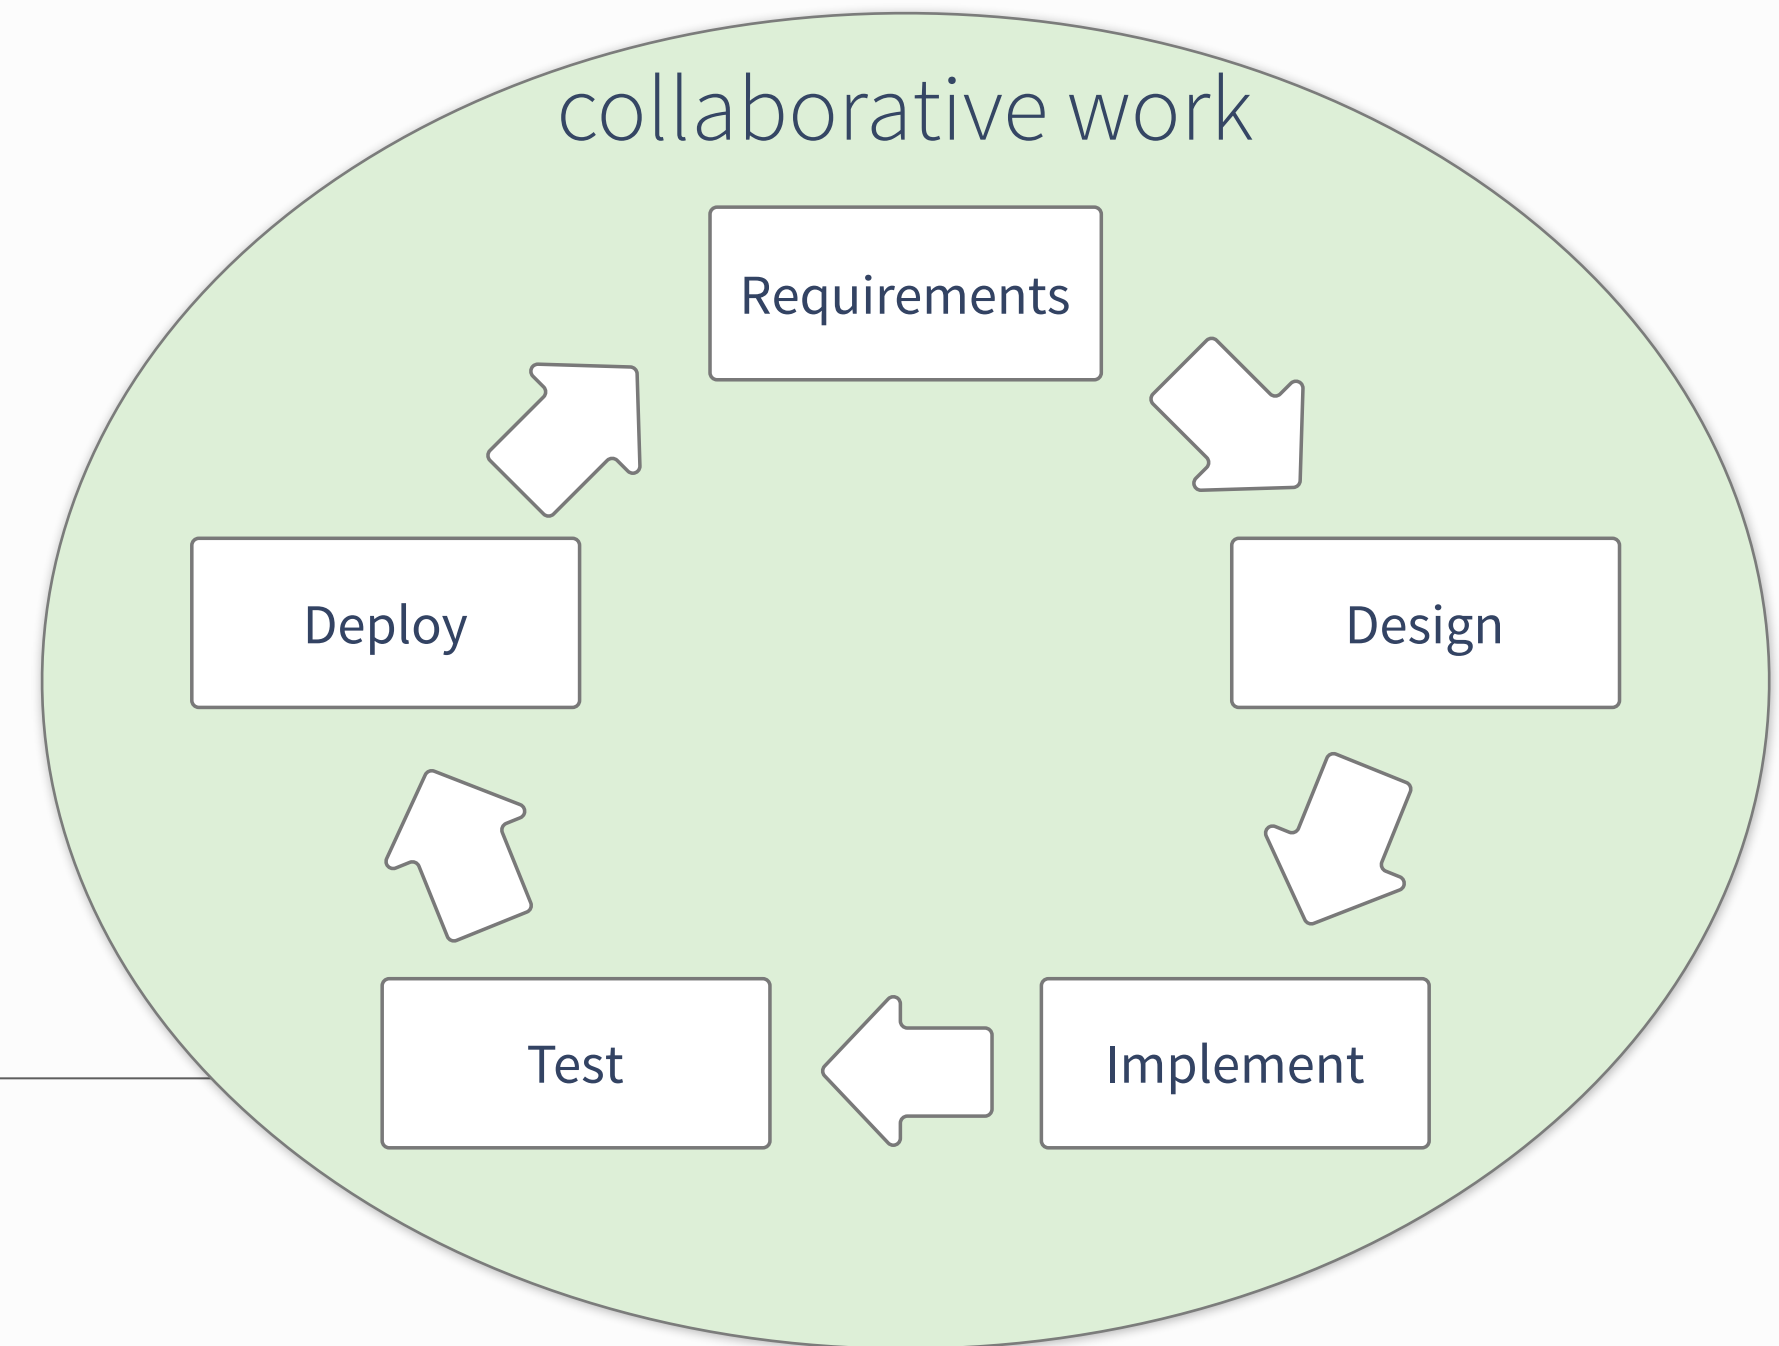 collaborative work
Requirements
Design
Implement
Test
Deploy